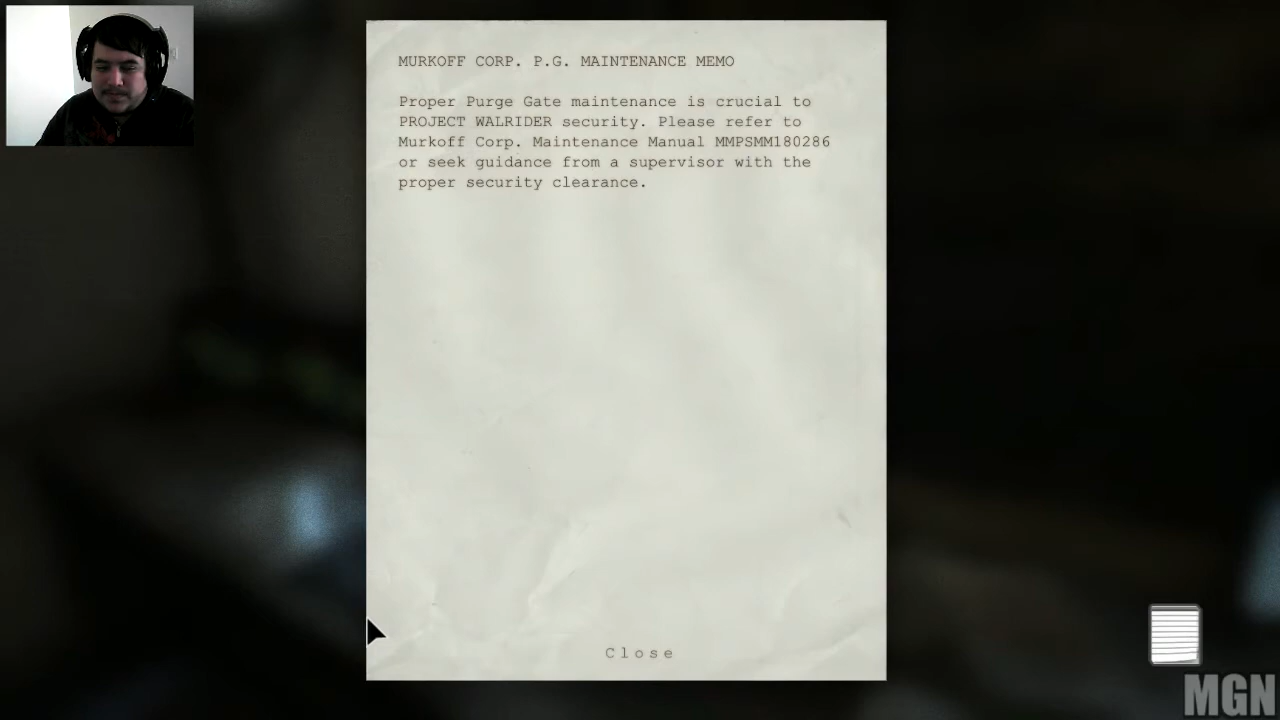 MURKOFF CORP. P.G. MAINTENANCE MEMO
Proper Purge Gate maintenance is crucial to
PROJECT WALRIDER security. Please refer to
Murkoff Corp. Maintenance Manual MMPSMM180286
or seek guidance from a supervisor with the
proper security clearance.
Close
MGN